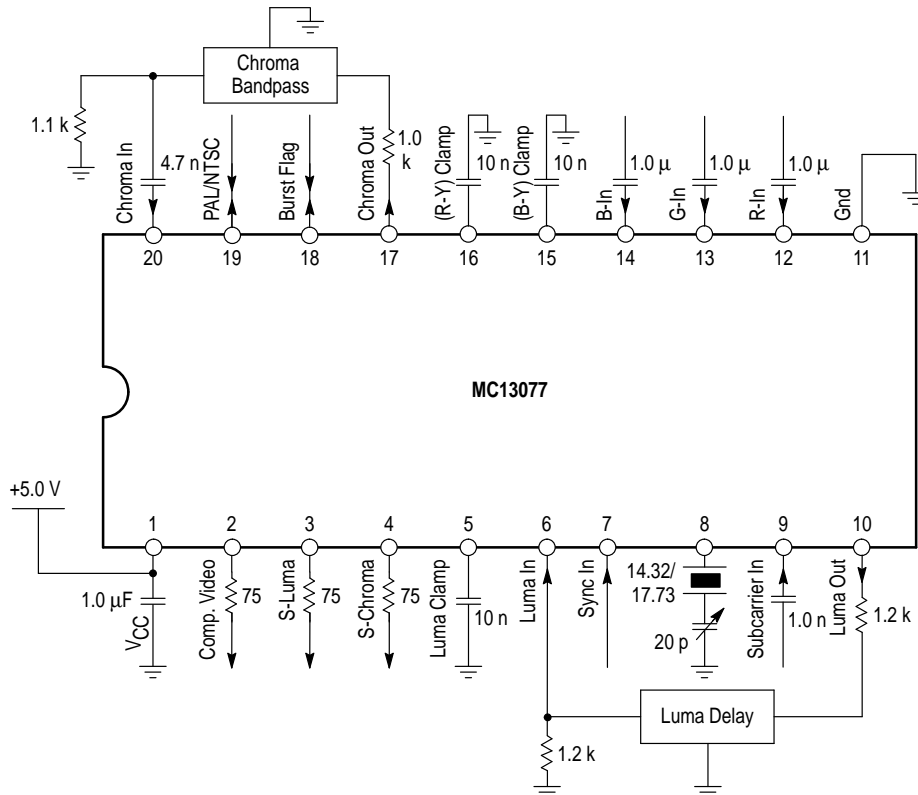 Chroma
Bandpass
1.1 k
4.7 n
1.0
k
10 n
10 n
1.0 μ
1.0 μ
1.0 μ
Chroma In
PAL/NTSC
Burst Flag
Chroma Out
(R-Y) Clamp
(B-Y) Clamp
B-In
G-In
R-In
Gnd
20
19
18
17
16
15
14
13
12
11
MC13077
+5.0 V
1
2
3
4
5
6
7
8
9
10
1.0 μF
VCC
Comp. Video
75
S-Luma
75
S-Chroma
75
Luma Clamp
10 n
Luma In
Sync In
14.32/
17.73
20 p
Subcarrier In
1.0 n
Luma Out
1.2 k
Luma Delay
1.2 k